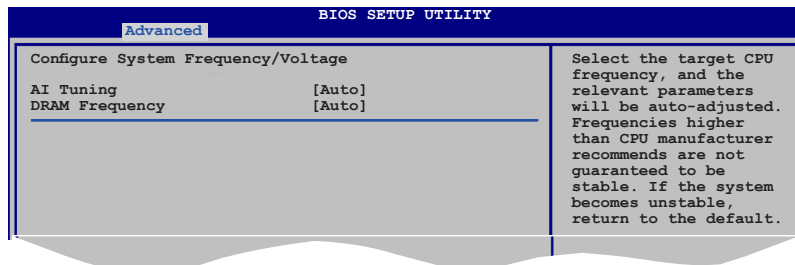 BIOS SETUP UTILITY
Advanced
Configure System Frequency/Voltage
AI Tuning [Auto]
DRAM Frequency [Auto]
Select the target CPU
frequency, and the
relevant parameters
will be auto-adjusted.
Frequencies higher
than CPU manufacturer
recommends are not
guaranteed to be
stable. If the system
becomes unstable,
return to the default.